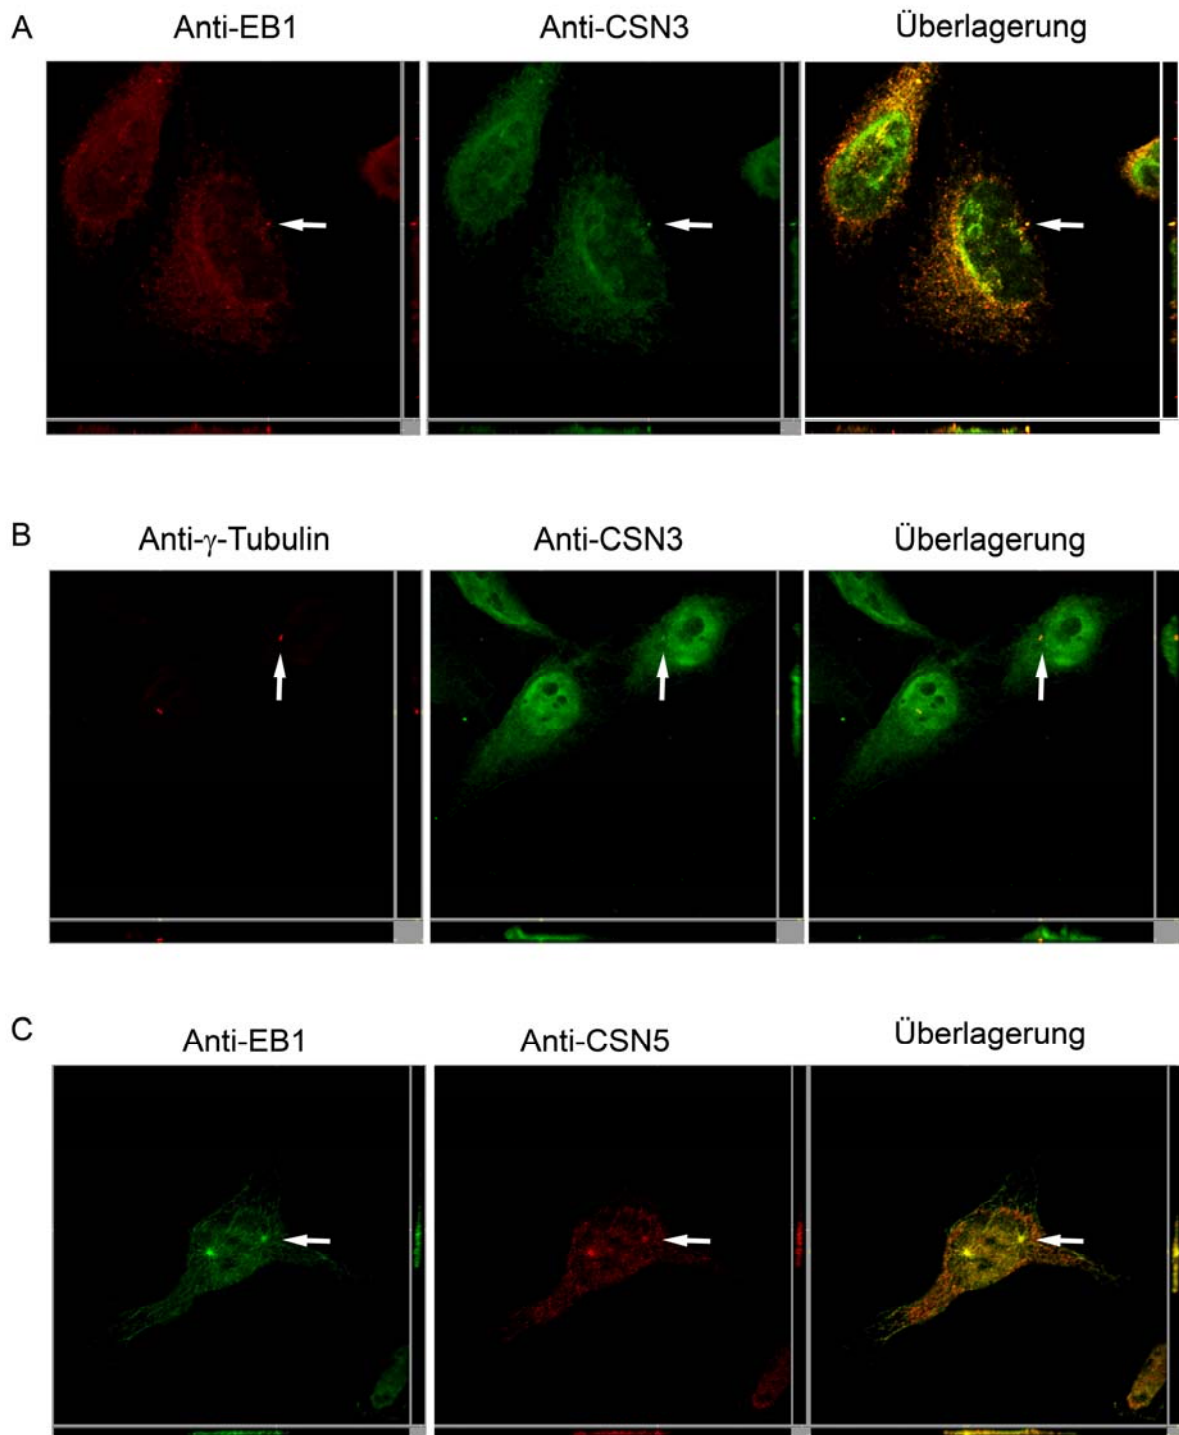 A
Anti-EB1 Anti-CSN3 Überlagerung
B
Anti-γ-Tubulin Anti-CSN3 Überlagerung
C
Anti-EB1 Anti-CSN5 Überlagerung